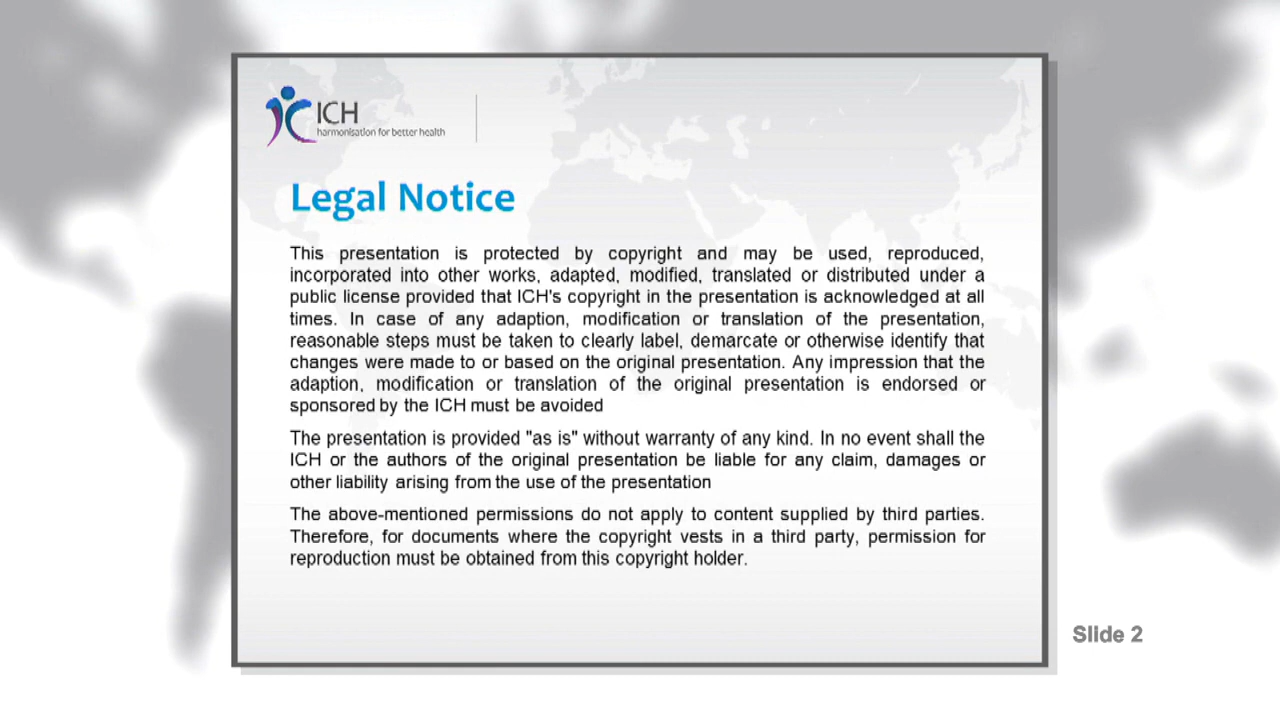 ICH
harmonisation for better health
Legal Notice
This presentation is protected by copyright and may be used, reproduced,
incorporated into other works, adapted, modified, translated or distributed under a
public license provided that ICH's copyright in the presentation is acknowledged at all
times. In case of any adaption, modification or translation of the presentation,
reasonable steps must be taken to clearly label, demarcate or otherwise identify that
changes were made to or based on the original presentation. Any impression that the
adaption, modification or translation of the original presentation is endorsed or
sponsored by the ICH must be avoided
The presentation is provided "as is" without warranty of any kind. In no event shall the
ICH or the authors of the original presentation be liable for any claim, damages or
other liability arising from the use of the presentation
The above-mentioned permissions do not apply to content supplied by third parties.
Therefore, for documents where the copyright vests in a third party, permission for
reproduction must be obtained from this copyright holder.
Slide 2